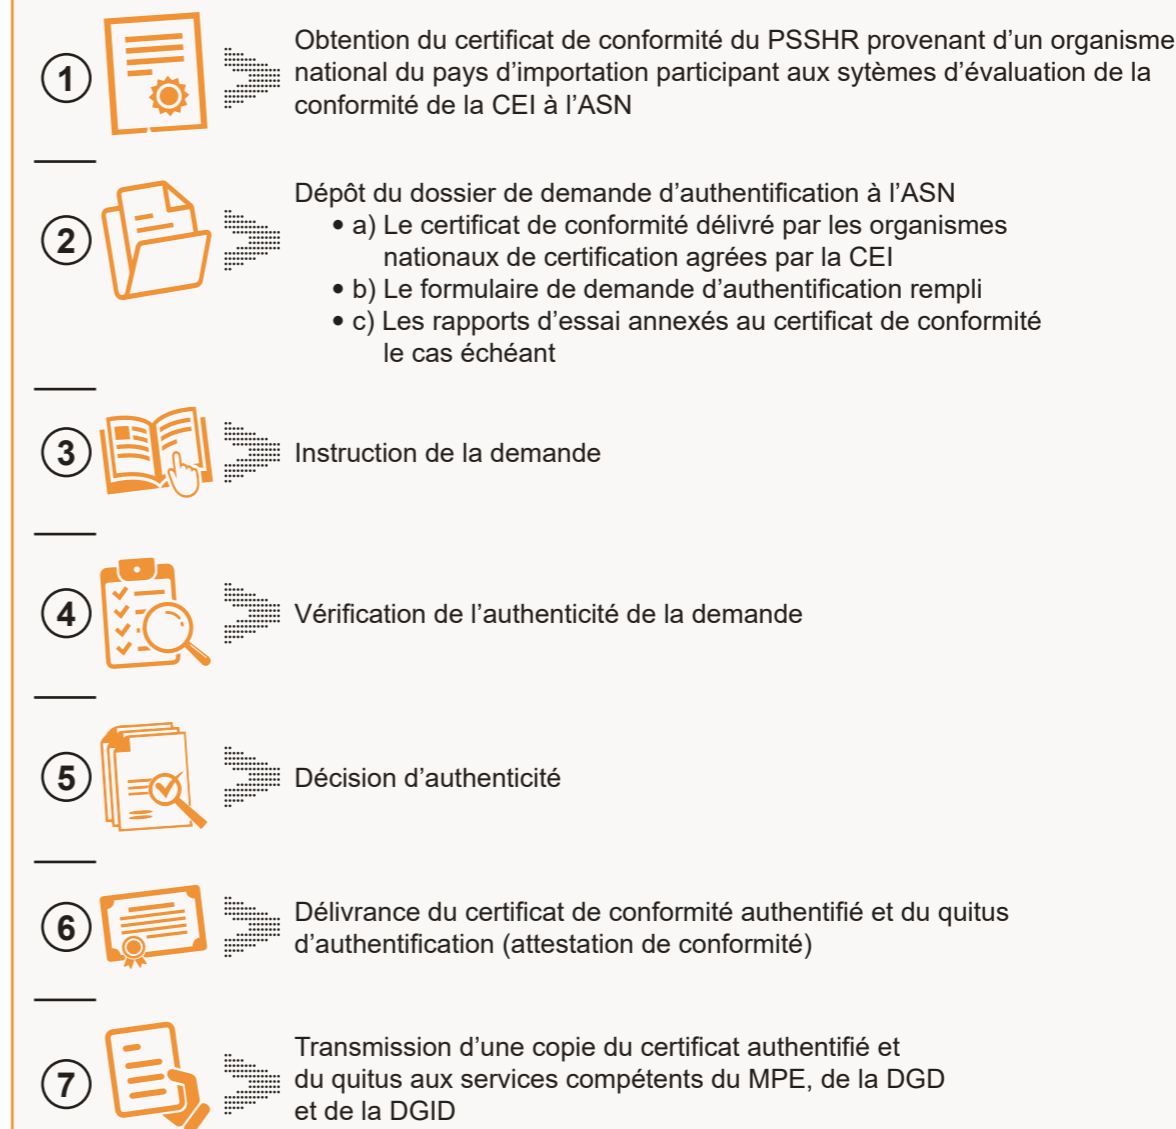 1
Obtention du certificat de conformité du PSSHR provenant d’un organisme
national du pays d’importation participant aux sytèmes d’évaluation de la
conformité de la CEI à l’ASN
2
Dépôt du dossier de demande d’authentification à l’ASN
• a) Le certificat de conformité délivré par les organismes
nationaux de certification agrées par la CEI
• b) Le formulaire de demande d’authentification rempli
• c) Les rapports d’essai annexés au certificat de conformité
le cas échéant
3
Instruction de la demande
4
Vérification de l’authenticité de la demande
5
Décision d’authenticité
6
Délivrance du certificat de conformité authentifié et du quitus
d’authentification (attestation de conformité)
7
Transmission d’une copie du certificat authentifié et
du quitus aux services compétents du MPE, de la DGD
et de la DGID